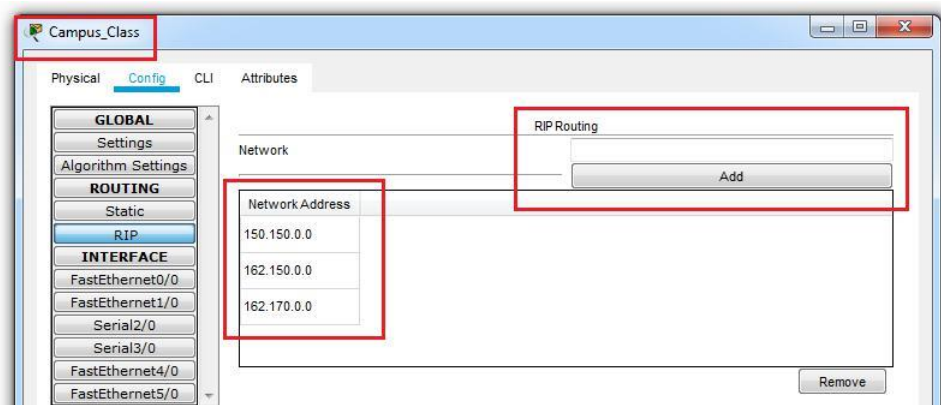 Campus_Class
Physical Config CLI Attributes
GLOBAL
Settings
Algorithm Settings
ROUTING
Static
RIP
INTERFACE
FastEthernet0/0
FastEthernet1/0
Serial2/0
Serial3/0
FastEthernet4/0
FastEthernet5/0
RIP Routing
Network
Add
Network Address
150.150.0.0
162.150.0.0
162.170.0.0
Remove